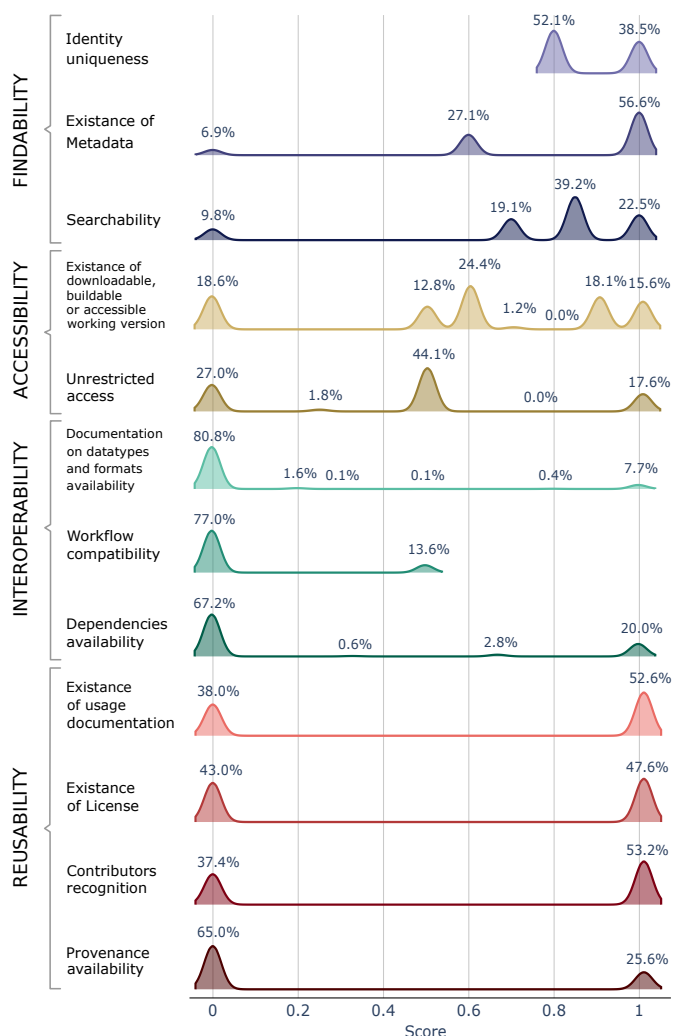 FINDABILITY
Identity
uniqueness
52.1% 38.5%
Existance of
Metadata
6.9% 27.1% 56.6%
Searchability
9.8% 19.1% 39.2% 22.5%
ACCESSIBILITY
Existance of
downloadable,
buildable
or accessible
working version
18.6% 12.8% 24.4% 1.2% 0.0% 18.1% 15.6%
Unrestricted
access
27.0% 1.8% 44.1% 0.0% 17.6%
INTEROPERABILITY
Documentation
on datatypes
and formats
availability
80.8% 1.6% 0.1% 0.1% 0.4% 7.7%
Workflow
compatibility
77.0% 13.6%
Dependencies
availability
67.2% 0.6% 2.8% 20.0%
REUSABILITY
Existance
of usage
documentation
38.0% 52.6%
Existance
of License
43.0% 47.6%
Contributors
recognition
37.4% 53.2%
Provenance
availability
65.0% 25.6%
0 0.2 0.4 0.6 0.8 1
Score